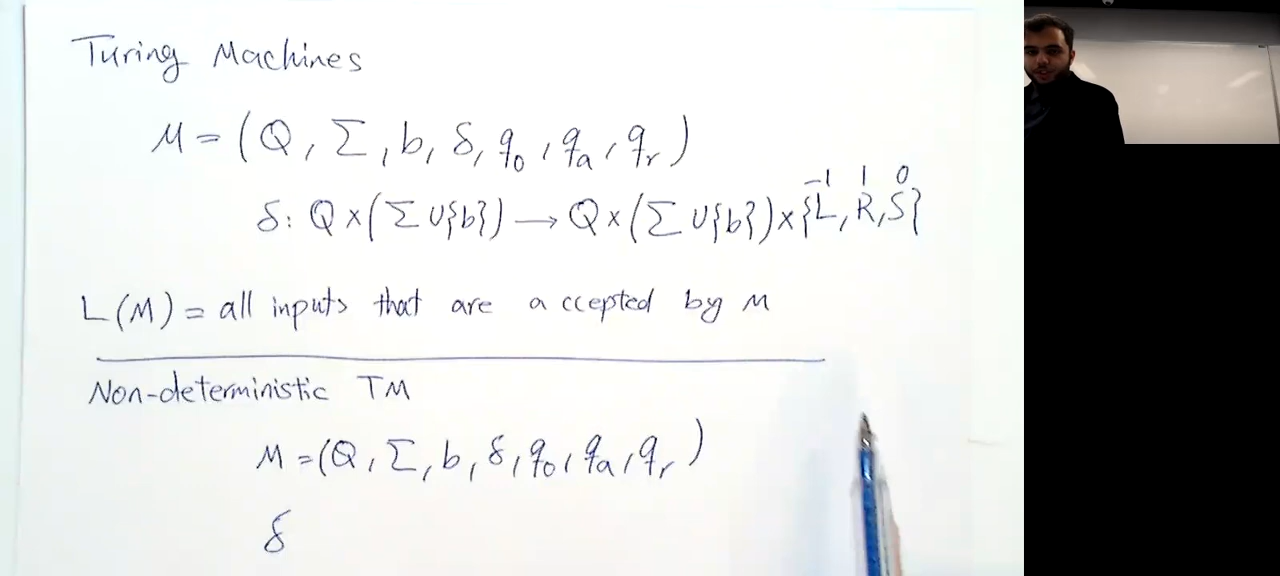 Turing Machines
M = (Q, Σ, b, δ, q₀, qₐ, qᵣ)
-1 1 0
δ: Q × (Σ ∪ {b}) → Q × (Σ ∪ {b}) × {L, R, S}
L(M) = all inputs that are accepted by M
Non-deterministic TM
M = (Q, Σ, b, δ, q₀, qₐ, qᵣ)
δ